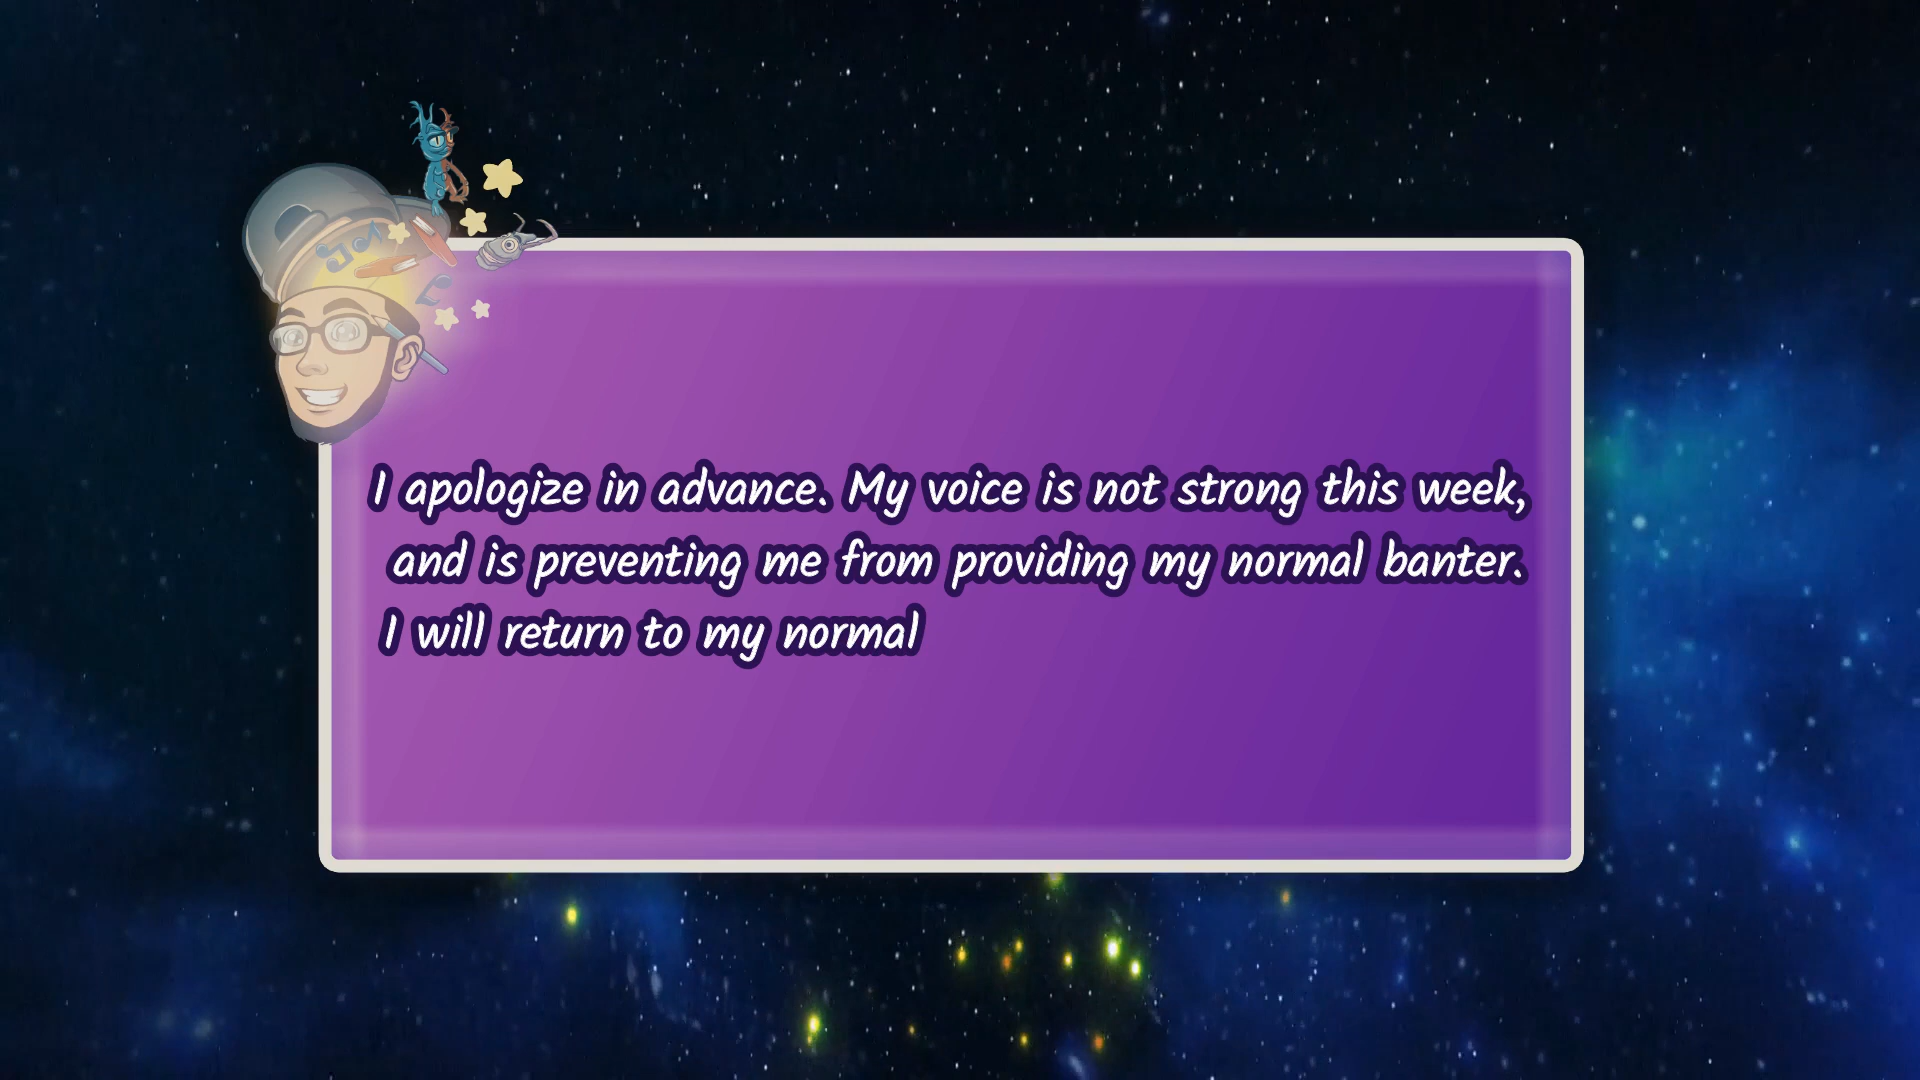 I apologize in advance. My voice is not strong this week,
and is preventing me from providing my normal banter.
I will return to my normal